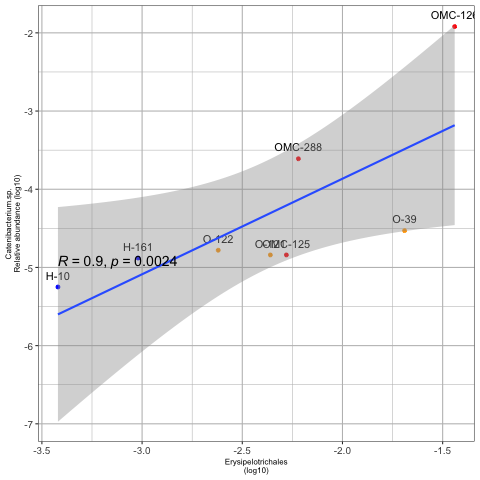 OMC-126
-2
-3
OMC-288
-4
O-39
O-122
OMC-125
H-161
R = 0.9, p = 0.0024
-5
H-10
-6
-7
-3.5 -3.0 -2.5 -2.0 -1.5
Catenibacterium.sp.
Relative abundance (log10)
Erysipelotrichales
(log10)